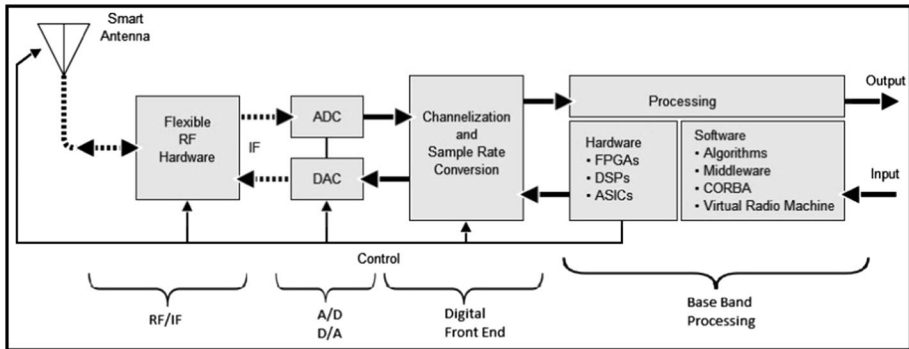 Smart
Antenna
Flexible
RF
Hardware
IF
ADC
DAC
Channelization
and
Sample Rate
Conversion
Processing
Hardware
• FPGAs
• DSPs
• ASICs
Software
• Algorithms
• Middleware
• CORBA
• Virtual Radio Machine
Output
Input
Control
RF/IF
A/D
D/A
Digital
Front End
Base Band
Processing